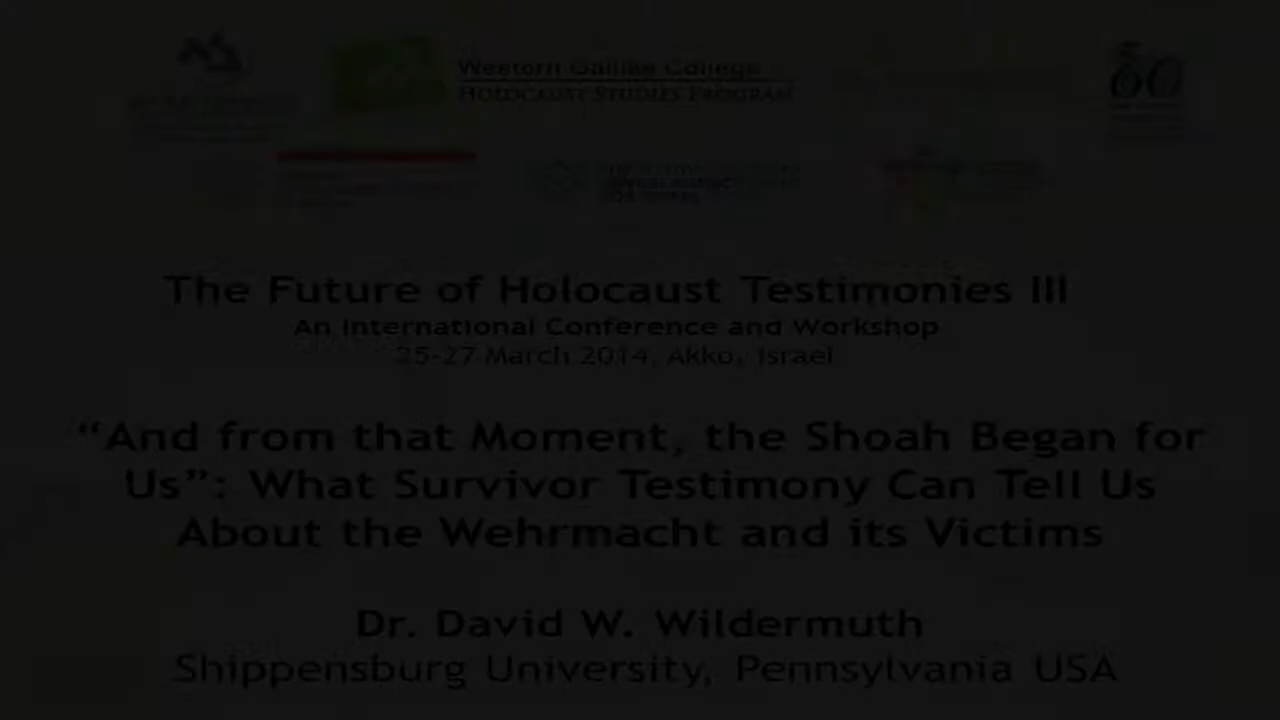 Western Galilee College
HOLOCAUST STUDIES PROGRAM
The Future of Holocaust Testimonies III
An International Conference and Workshop
25-27 March 2014, Akko, Israel
“And from that Moment, the Shoah Began for
Us”: What Survivor Testimony Can Tell Us
About the Wehrmacht and its Victims
Dr. David W. Wildermuth
Shippensburg University, Pennsylvania USA